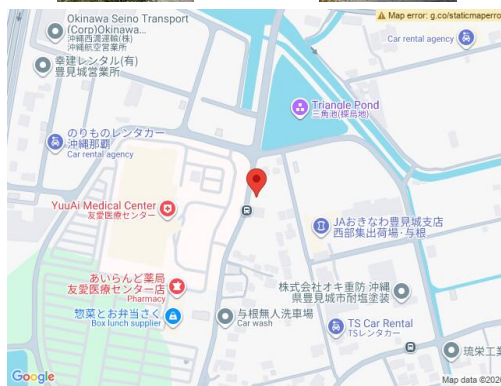 Map error: g.co/staticmaperro
Okinawa Seino Transport
(Corp)Okinawa...
沖縄西濃運輸(株)
沖縄航空営業所
Car rental agency
幸建レンタル(有)
豊見城営業所
Triangle Pond
三角池(探鳥地)
のりものレンタカー
沖縄那覇
Car rental agency
YuuAi Medical Center
友愛医療センター
JAおきなわ豊見城支店
西部集出荷場·与根
あいらんど薬局
友愛医療センター店
Pharmacy
株式会社オキ重防 沖縄
県豊見城市耐塩塗装
惣菜とお弁当さく
Box lunch supplier
与根無人洗車場
Car wash
TS Car Rental
TSレンタカー
琉栄工業
Google
Map data ©202